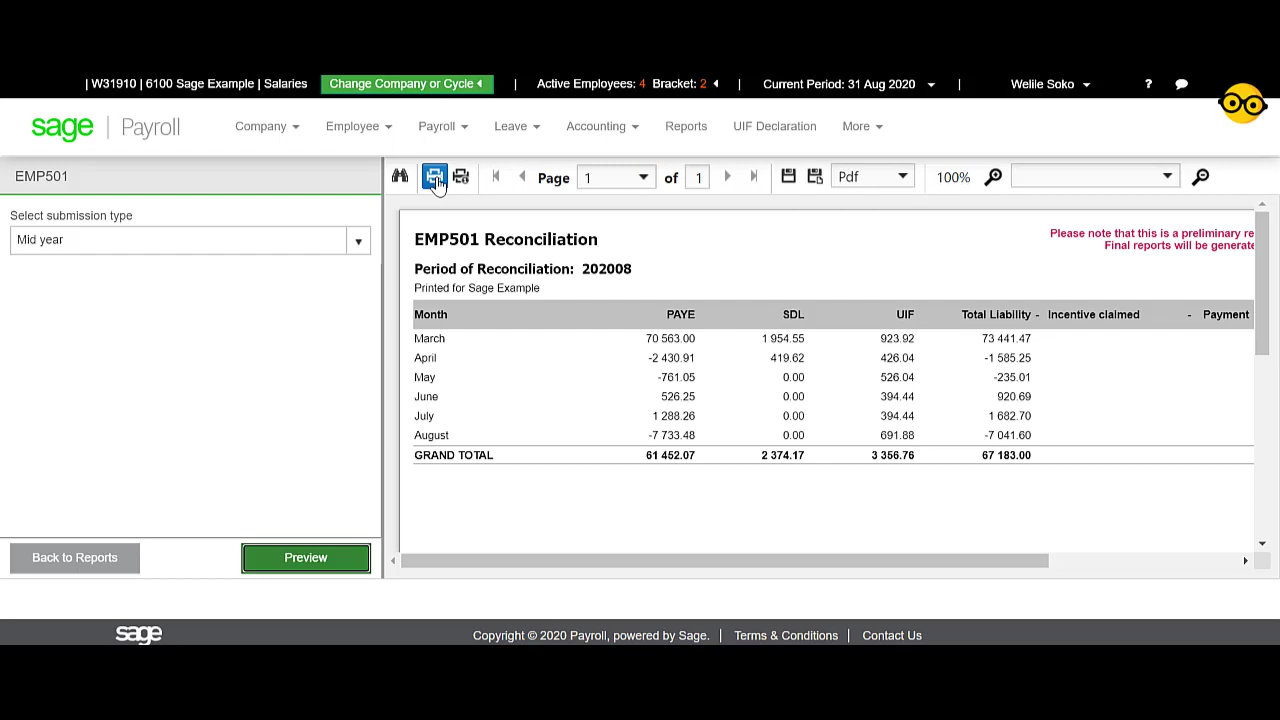 | W31910 | 6100 Sage Example | Salaries Change Company or Cycle | Active Employees: 4 Bracket: 2 | Current Period: 31 Aug 2020 | Welile Soko ?
sage | Payroll Company Employee Payroll Leave Accounting Reports UIF Declaration More
EMP501 Page 1 of 1 Pdf 100%
Select submission type
Mid year
EMP501 Reconciliation
Please note that this is a preliminary re
Final reports will be generate
Period of Reconciliation: 202008
Printed for Sage Example
Month PAYE SDL UIF Total Liability - Incentive claimed - Payment
March 70 563.00 1 954.55 923.92 73 441.47
April -2 430.91 419.62 426.04 -1 585.25
May -761.05 0.00 526.04 -235.01
June 526.25 0.00 394.44 920.69
July 1 288.26 0.00 394.44 1 682.70
August -7 733.48 0.00 691.88 -7 041.60
GRAND TOTAL 61 452.07 2 374.17 3 356.76 67 183.00
Back to Reports Preview
sage Copyright © 2020 Payroll, powered by Sage. | Terms & Conditions | Contact Us